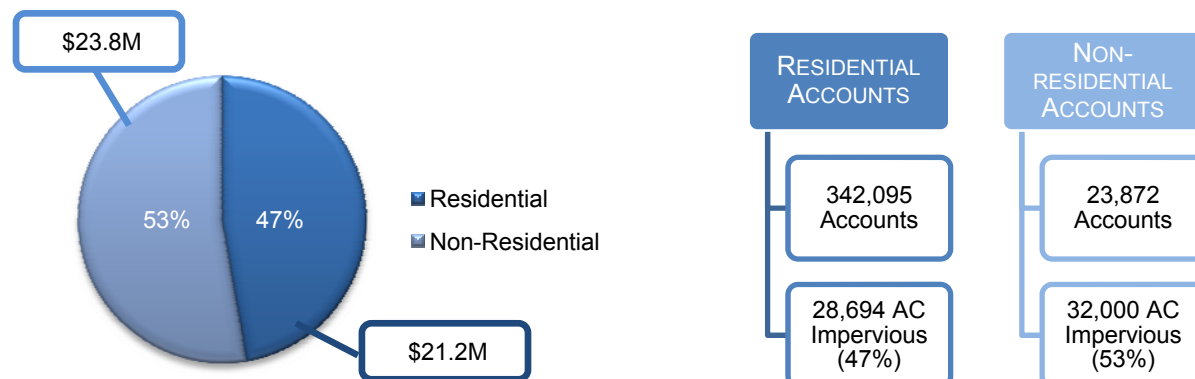 $23.8M
53%
47%
Residential
Non-Residential
$21.2M
RESIDENTIAL
ACCOUNTS
342,095
Accounts
28,694 AC
Impervious
(47%)
NON-
RESIDENTIAL
ACCOUNTS
23,872
Accounts
32,000 AC
Impervious
(53%)